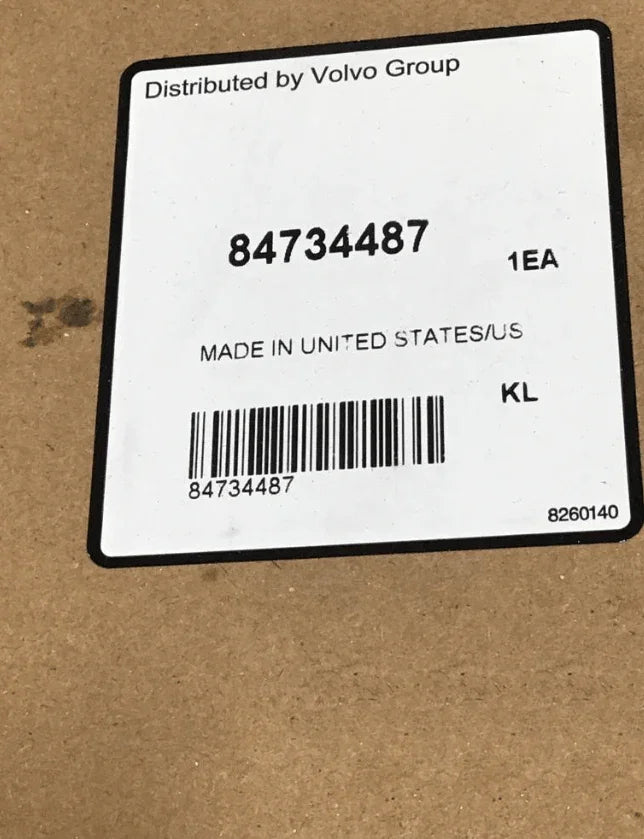 Distributed by Volvo Group
84734487
1EA
MADE IN UNITED STATES/US
KL
84734487
8260140